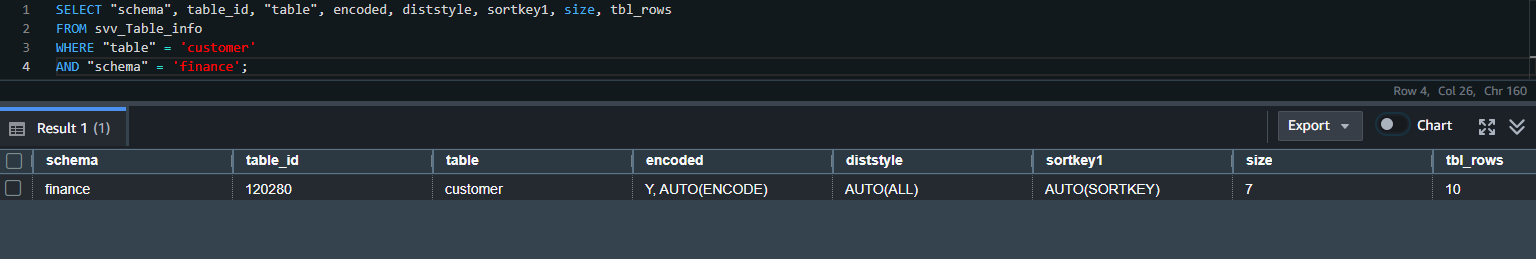 1 SELECT "schema", table_id, "table", encoded, diststyle, sortkey1, size, tbl_rows
2 FROM svv_Table_info
3 WHERE "table" = 'customer'
4 AND "schema" = 'finance';
Row 4, Col 26, Chr 160
Result 1 (1) Export Chart
schema table_id table encoded diststyle sortkey1 size tbl_rows
finance 120280 customer Y, AUTO(ENCODE) AUTO(ALL) AUTO(SORTKEY) 7 10